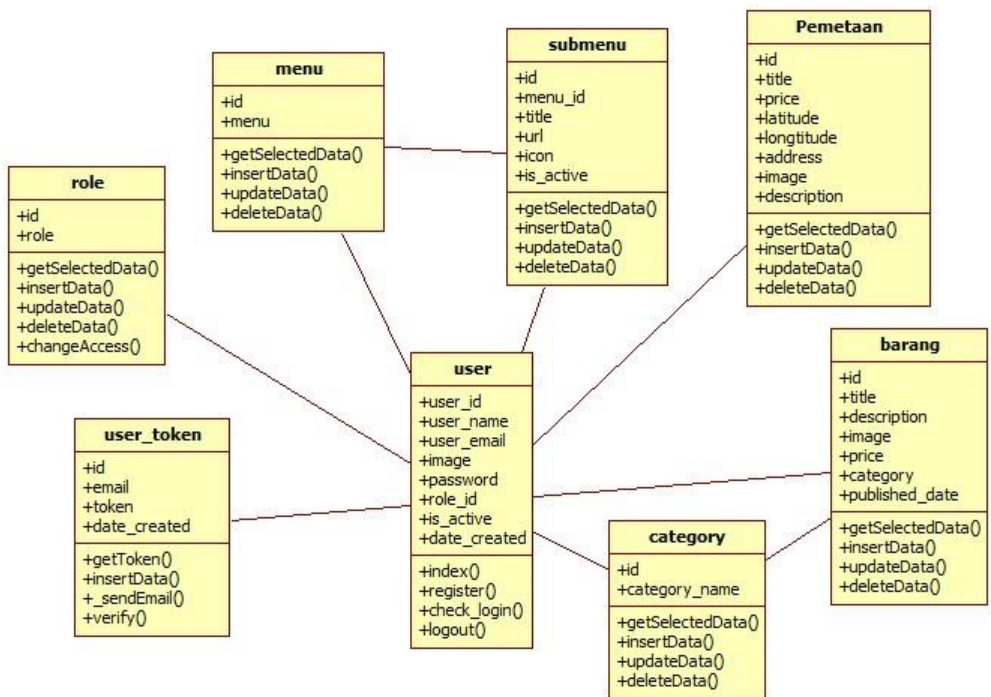 menu
+id
+menu
+getSelectedData()
+insertData()
+updateData()
+deleteData()
submenu
+id
+menu_id
+title
+url
+icon
+is_active
+getSelectedData()
+insertData()
+updateData()
+deleteData()
Pemetaan
+id
+title
+price
+latitude
+longtitude
+address
+image
+description
+getSelectedData()
+insertData()
+updateData()
+deleteData()
role
+id
+role
+getSelectedData()
+insertData()
+updateData()
+deleteData()
+changeAccess()
user
+user_id
+user_name
+user_email
+image
+password
+role_id
+is_active
+date_created
+index()
+register()
+check_login()
+logout()
barang
+id
+title
+description
+image
+price
+category
+published_date
+getSelectedData()
+insertData()
+updateData()
+deleteData()
user_token
+id
+email
+token
+date_created
+getToken()
+insertData()
+_sendEmail()
+verify()
category
+id
+category_name
+getSelectedData()
+insertData()
+updateData()
+deleteData()